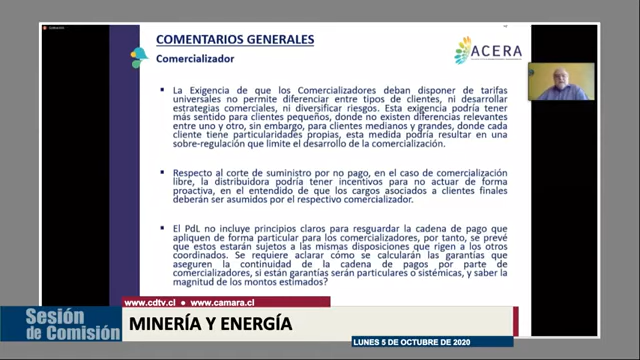 COMENTARIOS GENERALES
Comercializador
ACERA
La Exigencia de que los Comercializadores deban disponer de tarifas
universales no permite diferenciar entre tipos de clientes, ni desarrollar
estrategias comerciales, ni diversificar riesgos. Esta exigencia podría tener
más sentido para clientes pequeños, donde no existen diferencias relevantes
entre uno y otro, sin embargo, para clientes medianos y grandes, donde cada
cliente tiene particularidades propias, esta medida podría resultar en una
sobre-regulación que limite el desarrollo de la comercialización.
Respecto al corte de suministro por no pago, en el caso de comercialización
libre, la distribuidora podría tener incentivos para no actuar de forma
proactiva, en el entendido de que los cargos asociados a clientes finales
deberán ser asumidos por el respectivo comercializador.
El PdL no incluye principios claros para resguardar la cadena de pago que
apliquen de forma particular para los comercializadores, por tanto, se prevé
que estos estarán sujetos a las mismas disposiciones que rigen a los otros
coordinados. Se requiere aclarar cómo se calcularán las garantías que
aseguren la continuidad de la cadena de pagos por parte de
comercializadores, si están garantías serán particulares o sistémicas, y saber la
magnitud de los montos estimados?
www.cdtv.cl • www.camara.cl
Sesión
de Comisión
MINERÍA Y ENERGÍA
LUNES 5 DE OCTUBRE DE 2020